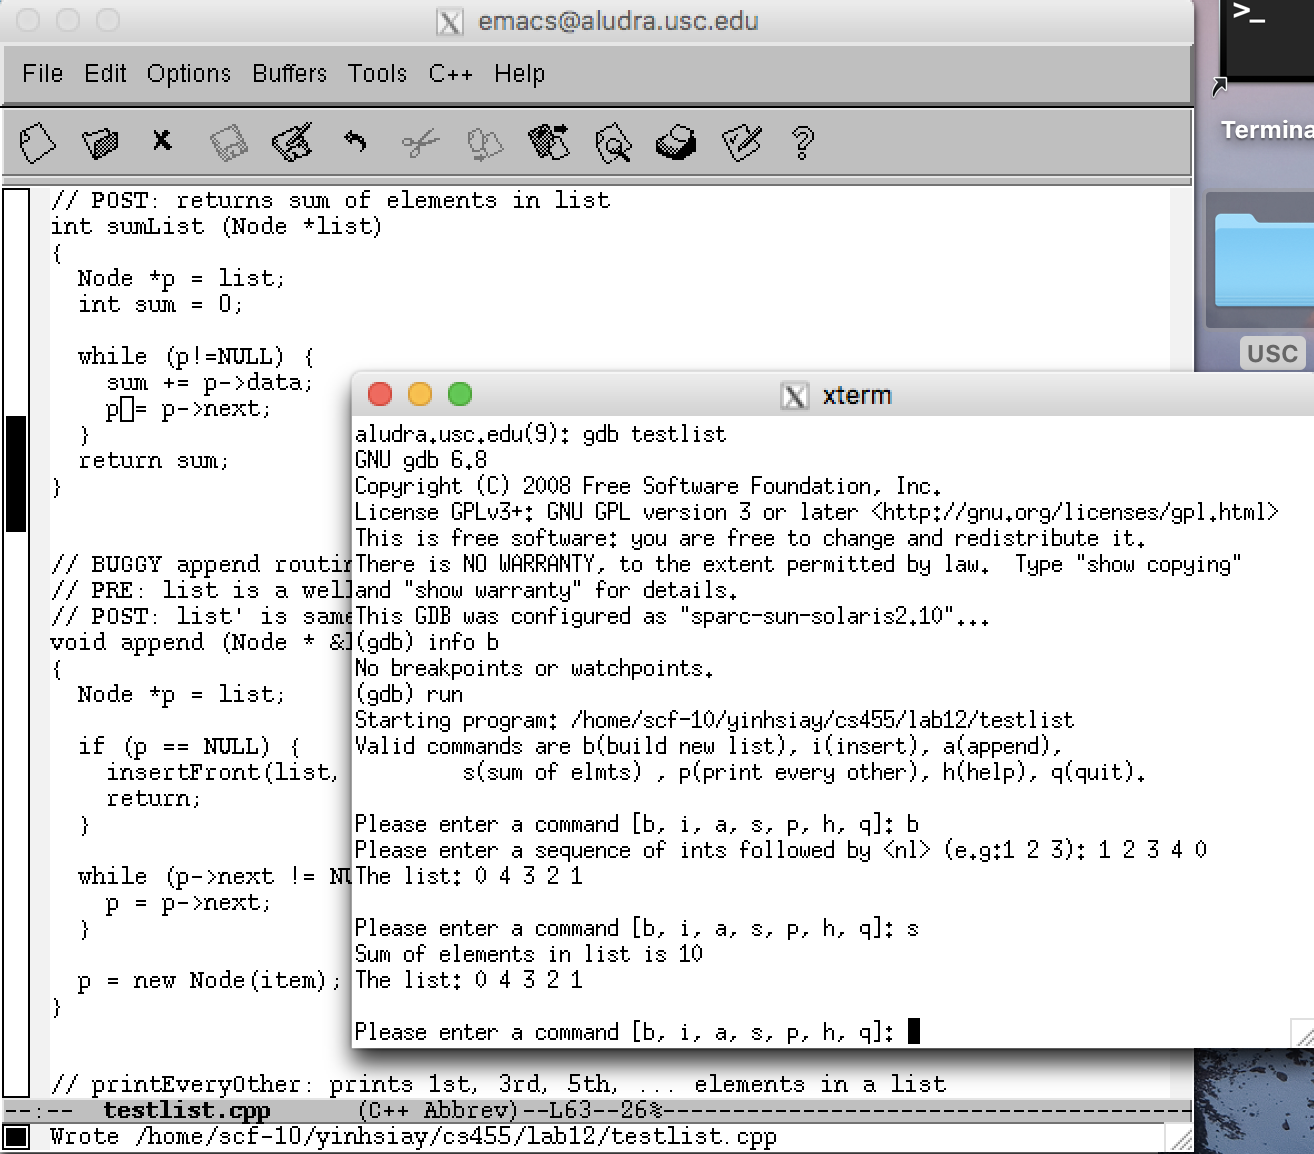 emacs@aludra.usc.edu
File Edit Options Buffers Tools C++ Help
// POST: returns sum of elements in list
int sumList (Node *list)
{
  Node *p = list;
  int sum = 0;
  while (p!=NULL) {
    sum += p->data;
    p = p->next;
  }
  return sum;
}
// BUGGY append routin
// PRE: list is a well
// POST: list' is same
void append (Node * &l
{
  Node *p = list;
  if (p == NULL) {
    insertFront(list,
    return;
  }
  while (p->next != NU
    p = p->next;
  }
  p = new Node(item);
}
// printEveryOther: prints 1st, 3rd, 5th, ... elements in a list
--:-- testlist.cpp (C++ Abbrev)--L63--26%--
Wrote /home/scf-10/yinhsiay/cs455/lab12/testlist.cpp
xterm
aludra.usc.edu(9): gdb testlist
GNU gdb 6.8
Copyright (C) 2008 Free Software Foundation, Inc.
License GPLv3+: GNU GPL version 3 or later <http://gnu.org/licenses/gpl.html>
This is free software: you are free to change and redistribute it.
There is NO WARRANTY, to the extent permitted by law.  Type "show copying"
and "show warranty" for details.
This GDB was configured as "sparc-sun-solaris2.10"...
(gdb) info b
No breakpoints or watchpoints.
(gdb) run
Starting program: /home/scf-10/yinhsiay/cs455/lab12/testlist
Valid commands are b(build new list), i(insert), a(append),
s(sum of elmts) , p(print every other), h(help), q(quit).
Please enter a command [b, i, a, s, p, h, q]: b
Please enter a sequence of ints followed by <nl> (e.g:1 2 3): 1 2 3 4 0
The list: 0 4 3 2 1
Please enter a command [b, i, a, s, p, h, q]: s
Sum of elements in list is 10
The list: 0 4 3 2 1
Please enter a command [b, i, a, s, p, h, q]:
>_
Termina
USC